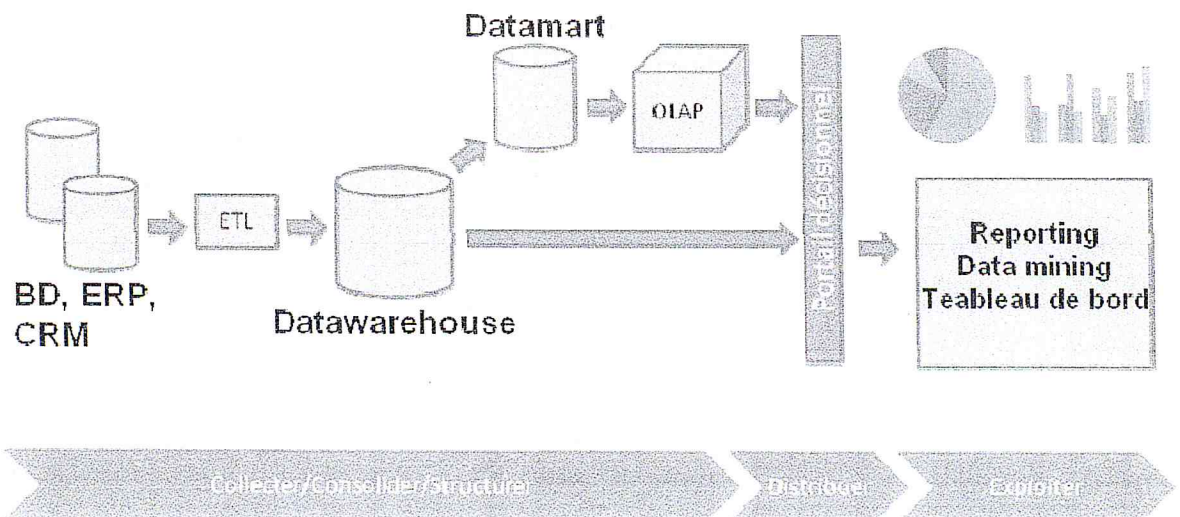 Datamart
OLAP
ETL
BD, ERP,
CRM
Datawarehouse
Portail décisionnel
Reporting
Data mining
Teableau de bord
Collecter/Consolider/Structurer
Distribuer
Exploiter